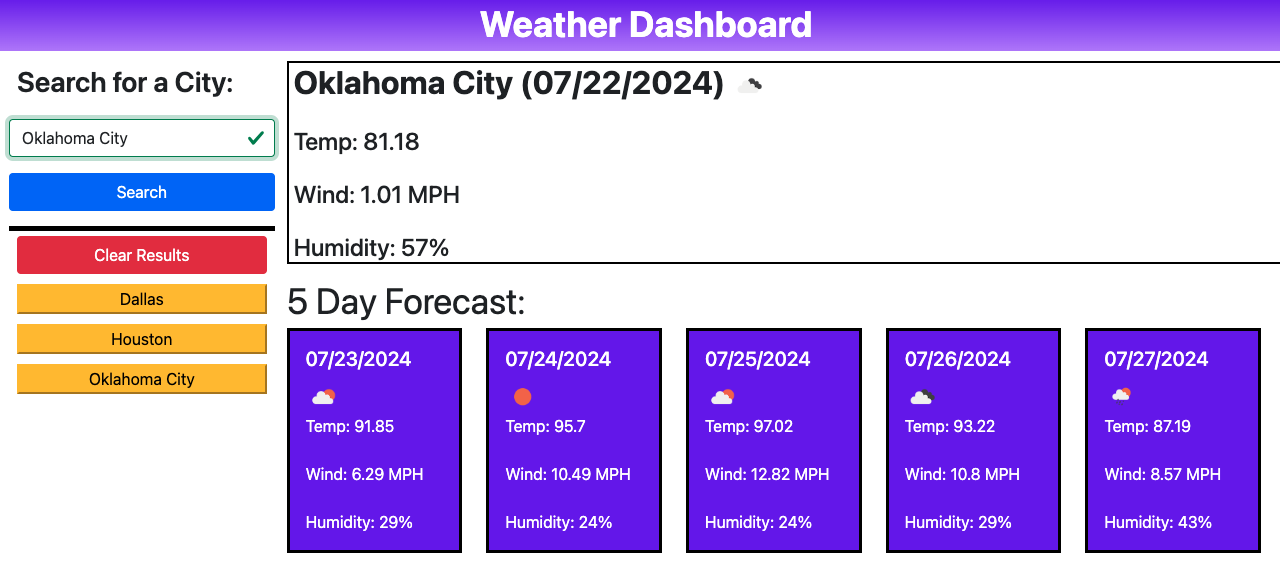 Weather Dashboard
Search for a City:
Oklahoma City
Search
Clear Results
Dallas
Houston
Oklahoma City
Oklahoma City (07/22/2024)
Temp: 81.18
Wind: 1.01 MPH
Humidity: 57%
5 Day Forecast:
07/23/2024
Temp: 91.85
Wind: 6.29 MPH
Humidity: 29%
07/24/2024
Temp: 95.7
Wind: 10.49 MPH
Humidity: 24%
07/25/2024
Temp: 97.02
Wind: 12.82 MPH
Humidity: 24%
07/26/2024
Temp: 93.22
Wind: 10.8 MPH
Humidity: 29%
07/27/2024
Temp: 87.19
Wind: 8.57 MPH
Humidity: 43%